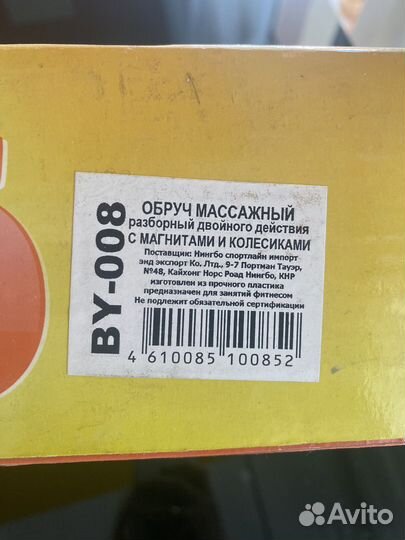 BY-008
ОБРУЧ МАССАЖНЫЙ
разборный двойного действия
С МАГНИТАМИ И КОЛЕСИКАМИ
Поставщик: Нингбо спортлайн импорт
энд экспорт Ко, Лтд., 9-7 Портман Тауэр,
№48, Кайхонг Норс Роад Нингбо, КНР
изготовлен из прочного пластика
предназначен для занятий фитнесом
Не подлежит обязательной сертификации
4 610085 100852
Avito